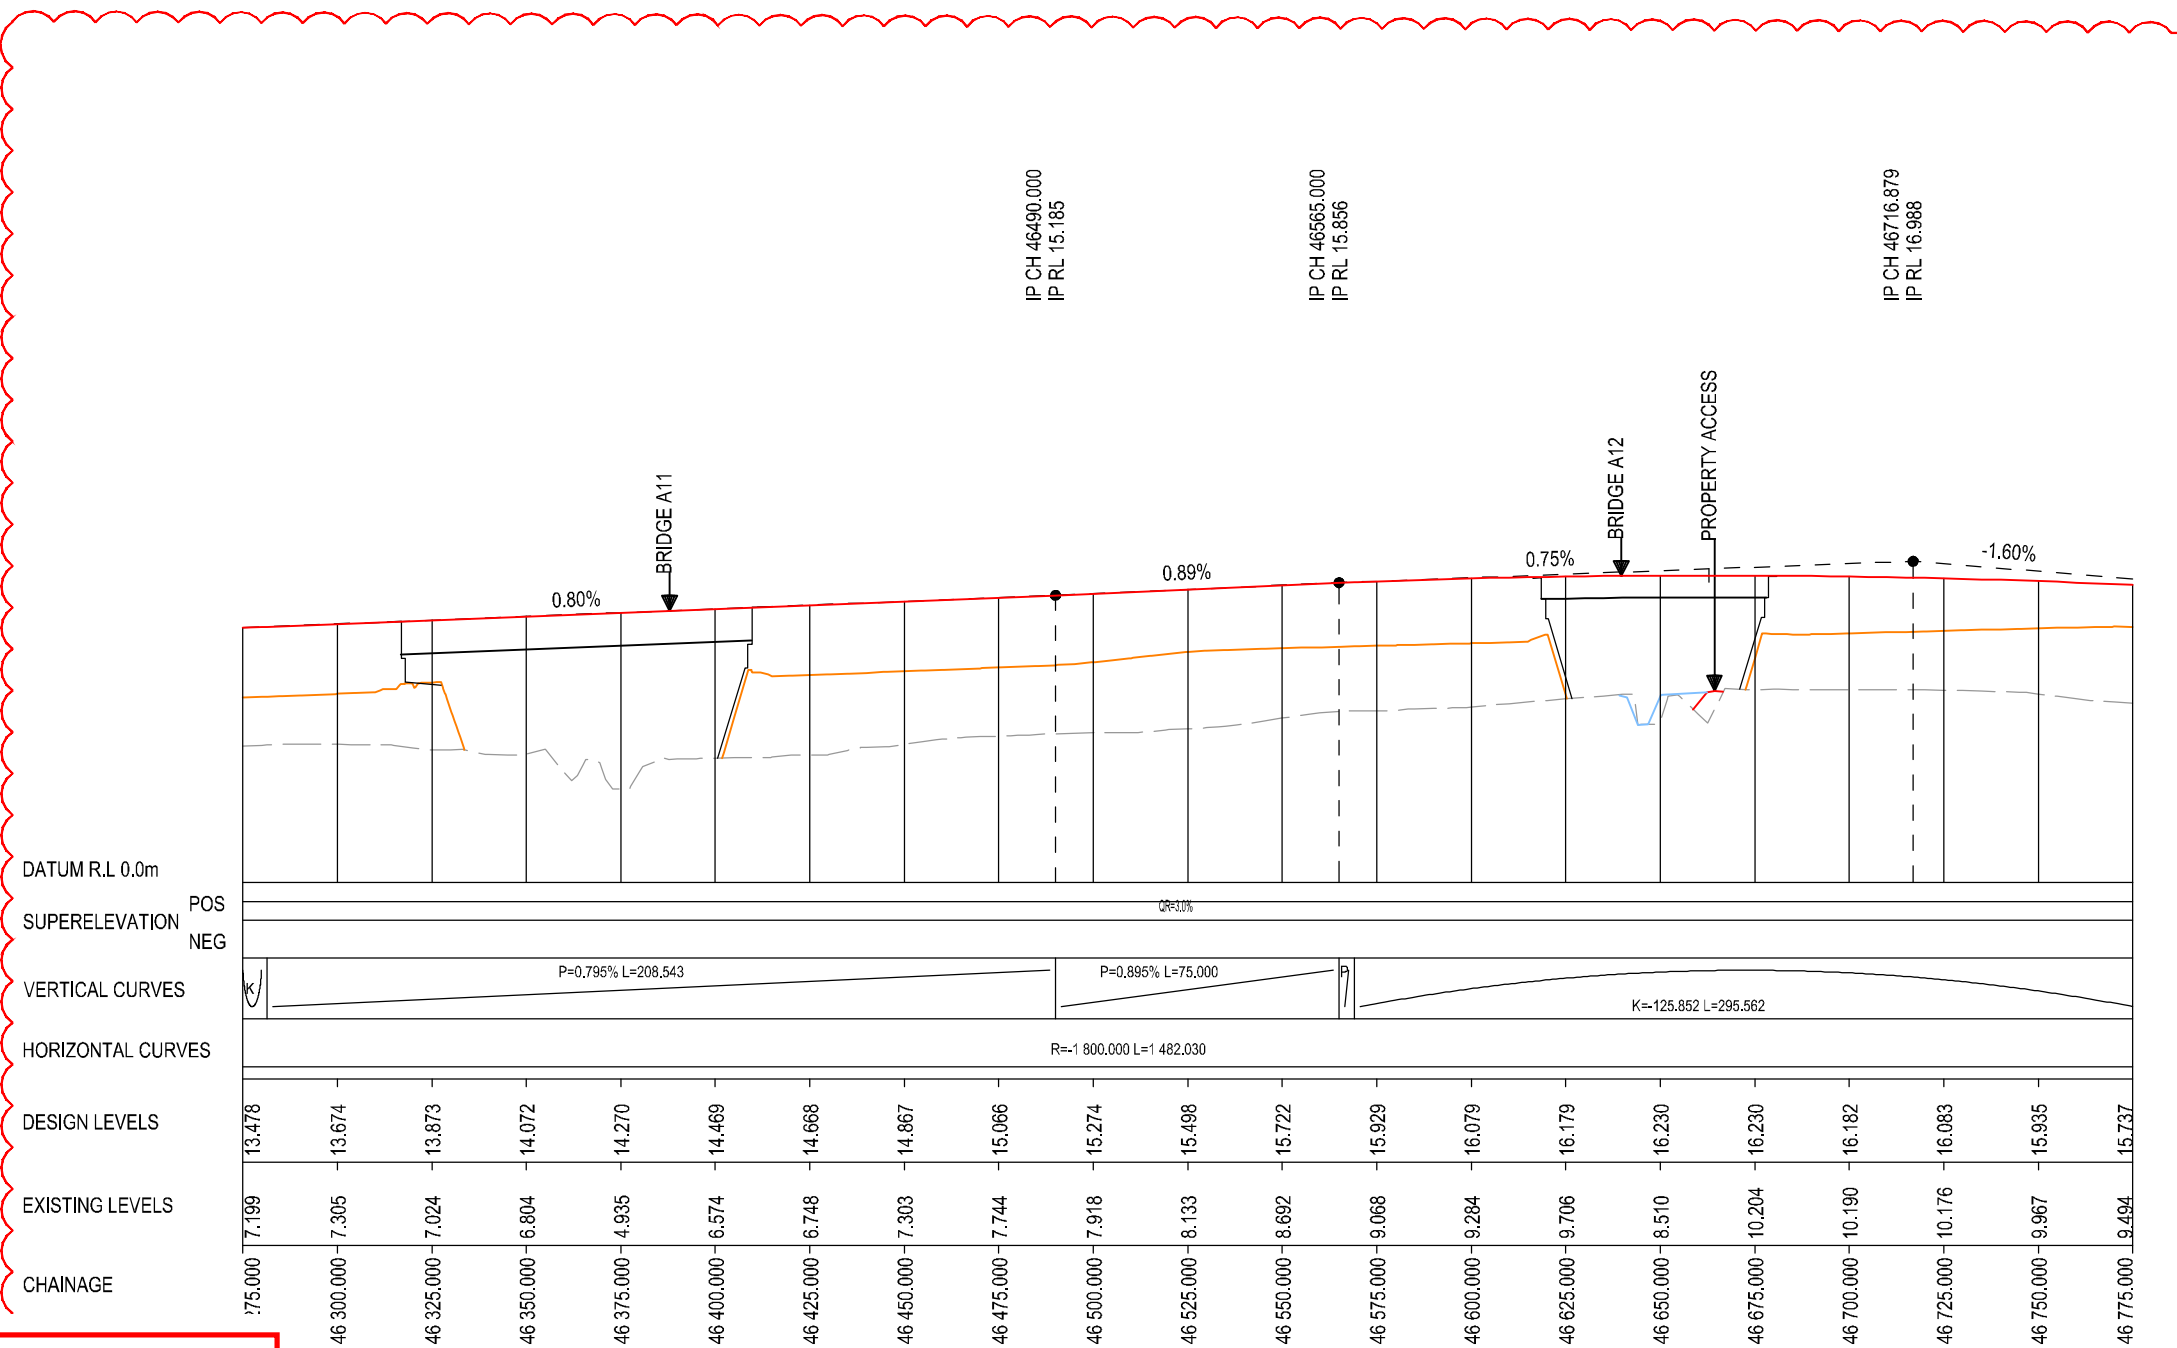 IP CH 46490.000
IP RL 15.185
IP CH 46565.000
IP RL 15.856
IP CH 46716.879
IP RL 16.988
BRIDGE A11
BRIDGE A12
PROPERTY ACCESS
0.80%
0.89%
0.75%
-1.60%
DATUM R.L 0.0m
SUPERELEVATION
POS
NEG
QR=3.0%
VERTICAL CURVES
K
P=0.795% L=208.543
P=0.895% L=75.000
P
K=-125.852 L=295.562
HORIZONTAL CURVES
R=-1 800.000 L=1 482.030
DESIGN LEVELS
13.478 13.674 13.873 14.072 14.270 14.469 14.668 14.867 15.066 15.274 15.498 15.722 15.929 16.079 16.179 16.230 16.230 16.182 16.083 15.935 15.737
EXISTING LEVELS
7.199 7.305 7.024 6.804 4.935 6.574 6.748 7.303 7.744 7.918 8.133 8.692 9.068 9.284 9.706 8.510 10.204 10.190 10.176 9.967 9.494
CHAINAGE
75.000 46 300.000 46 325.000 46 350.000 46 375.000 46 400.000 46 425.000 46 450.000 46 475.000 46 500.000 46 525.000 46 550.000 46 575.000 46 600.000 46 625.000 46 650.000 46 675.000 46 700.000 46 725.000 46 750.000 46 775.000